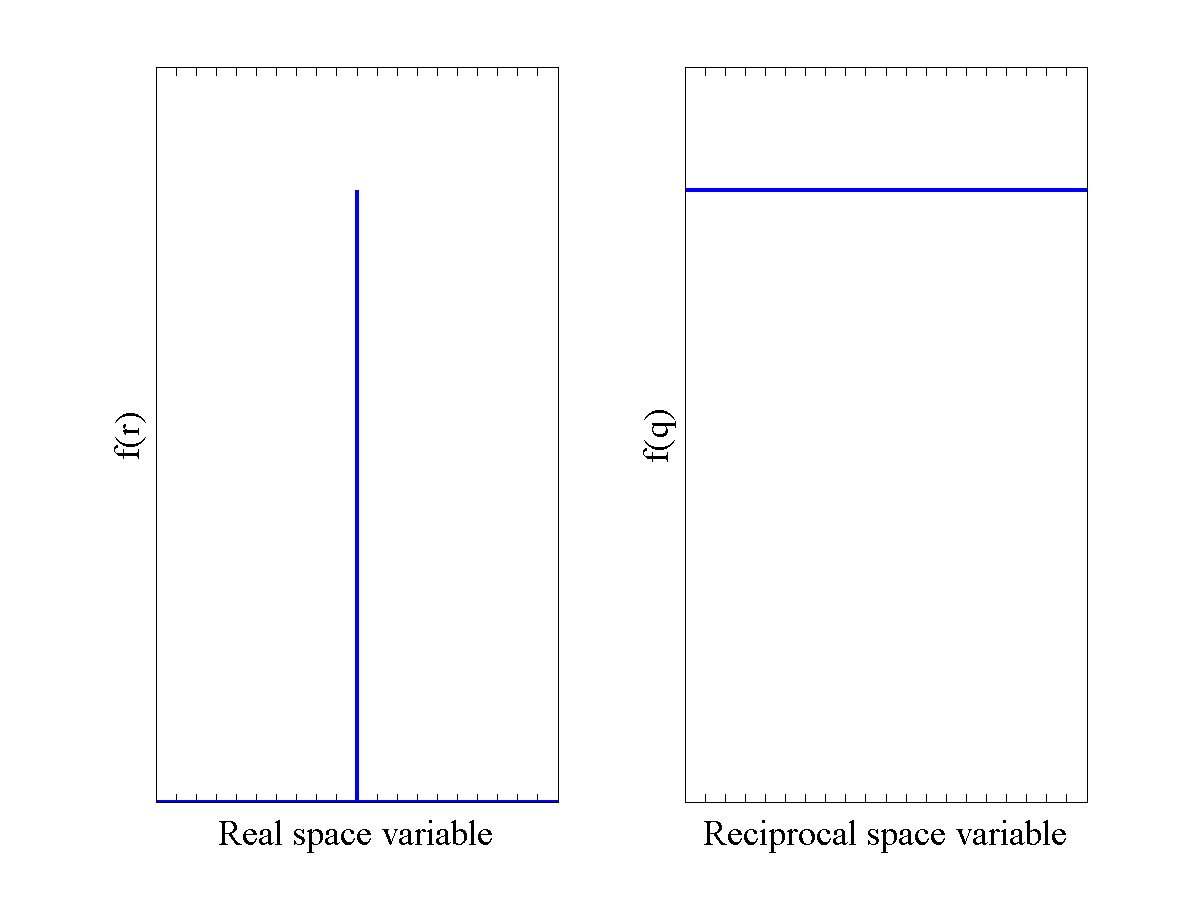 f(r)
Real space variable
f(q)
Reciprocal space variable